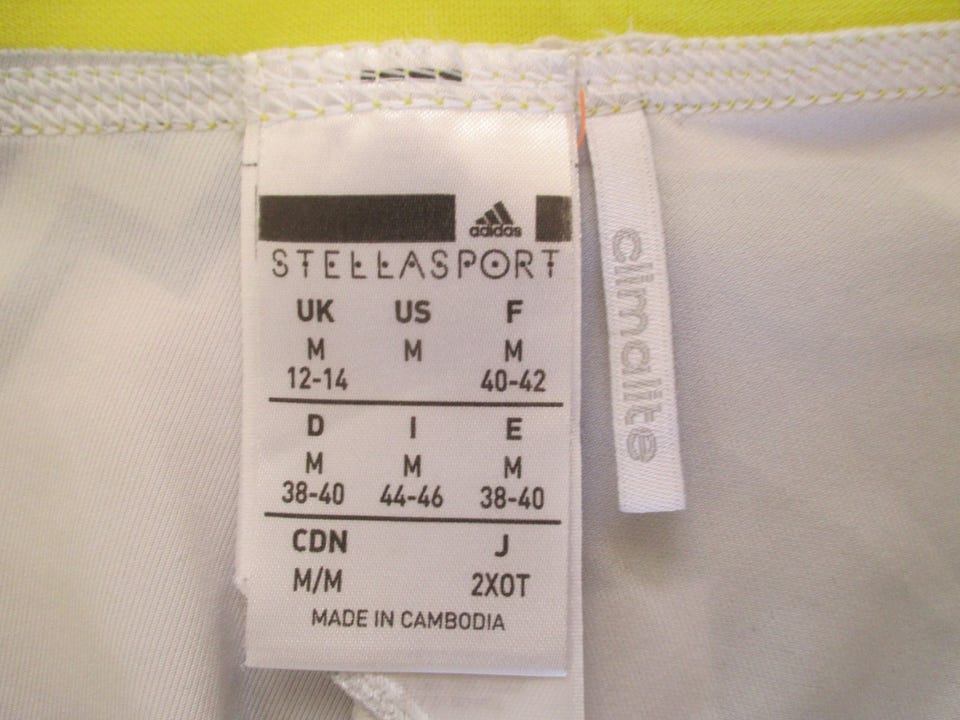 adidas
STELLASPORT
UK US F
M M M
12-14 40-42
D I E
M M M
38-40 44-46 38-40
CDN J
M/M 2XOT
MADE IN CAMBODIA
climalite